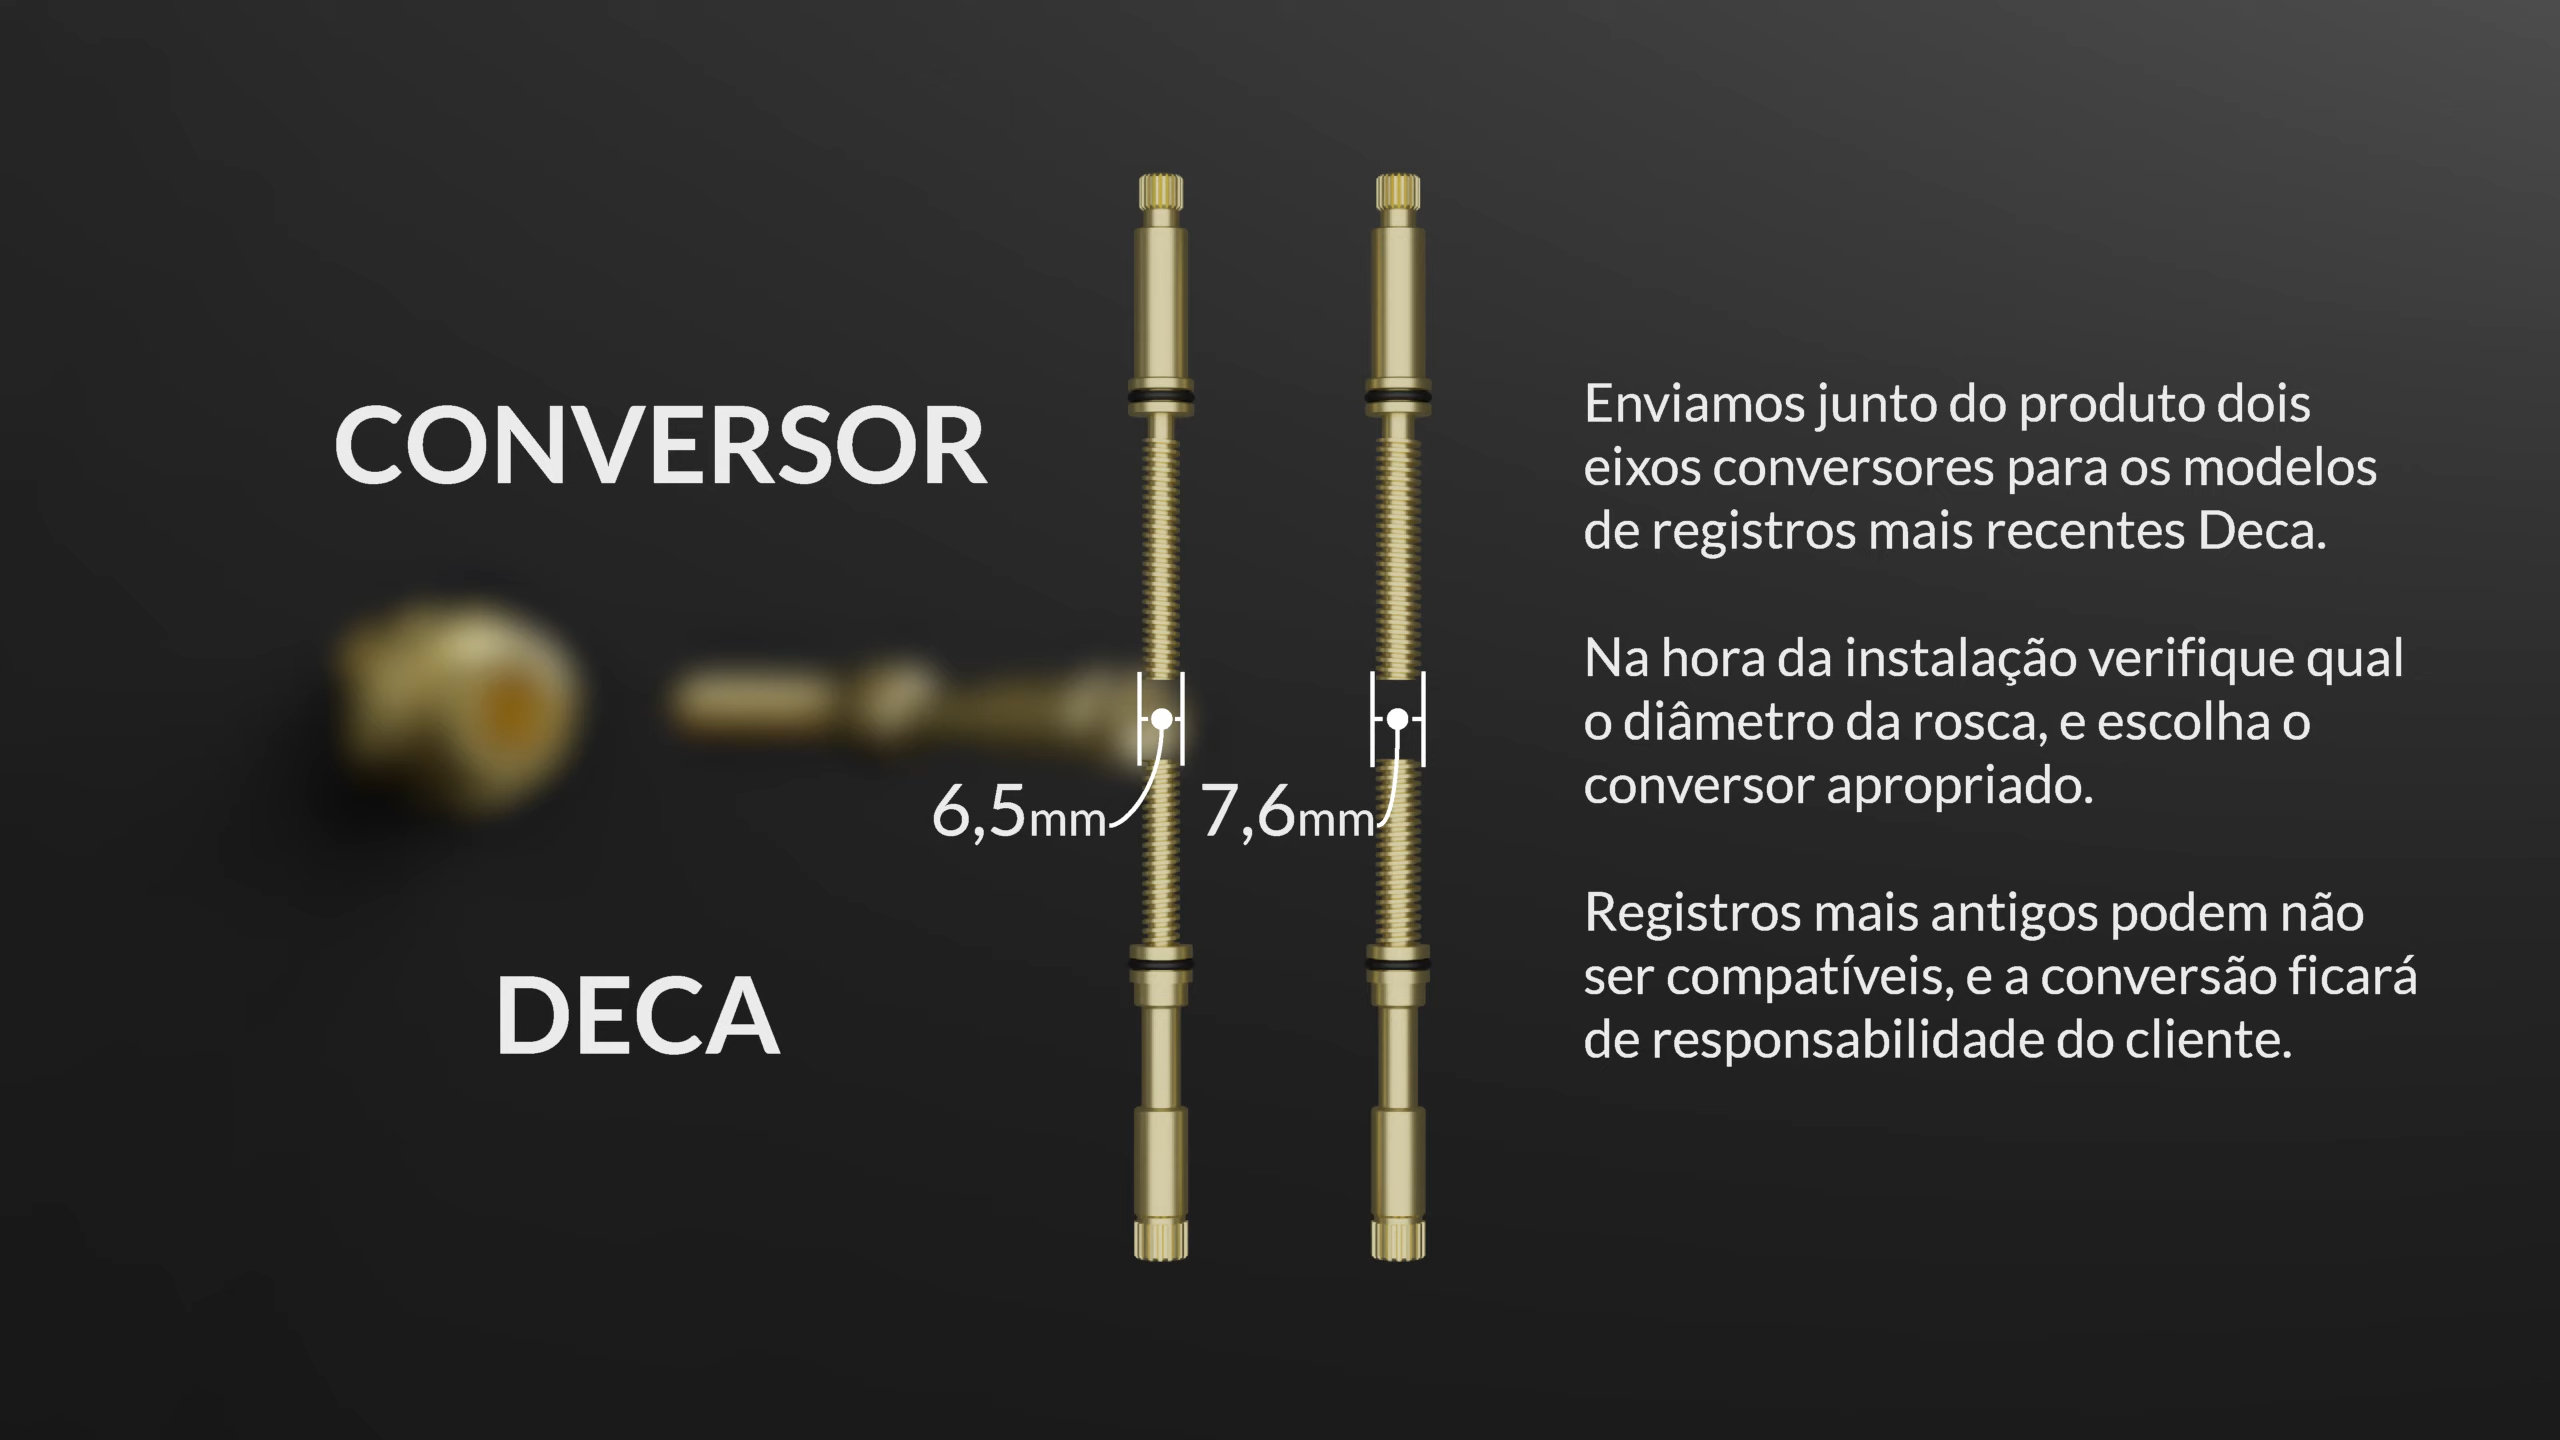 CONVERSOR
DECA
6,5mm
7,6mm
Enviamos junto do produto dois
eixos conversores para os modelos
de registros mais recentes Deca.
Na hora da instalação verifique qual
o diâmetro da rosca, e escolha o
conversor apropriado.
Registros mais antigos podem não
ser compatíveis, e a conversão ficará
de responsabilidade do cliente.